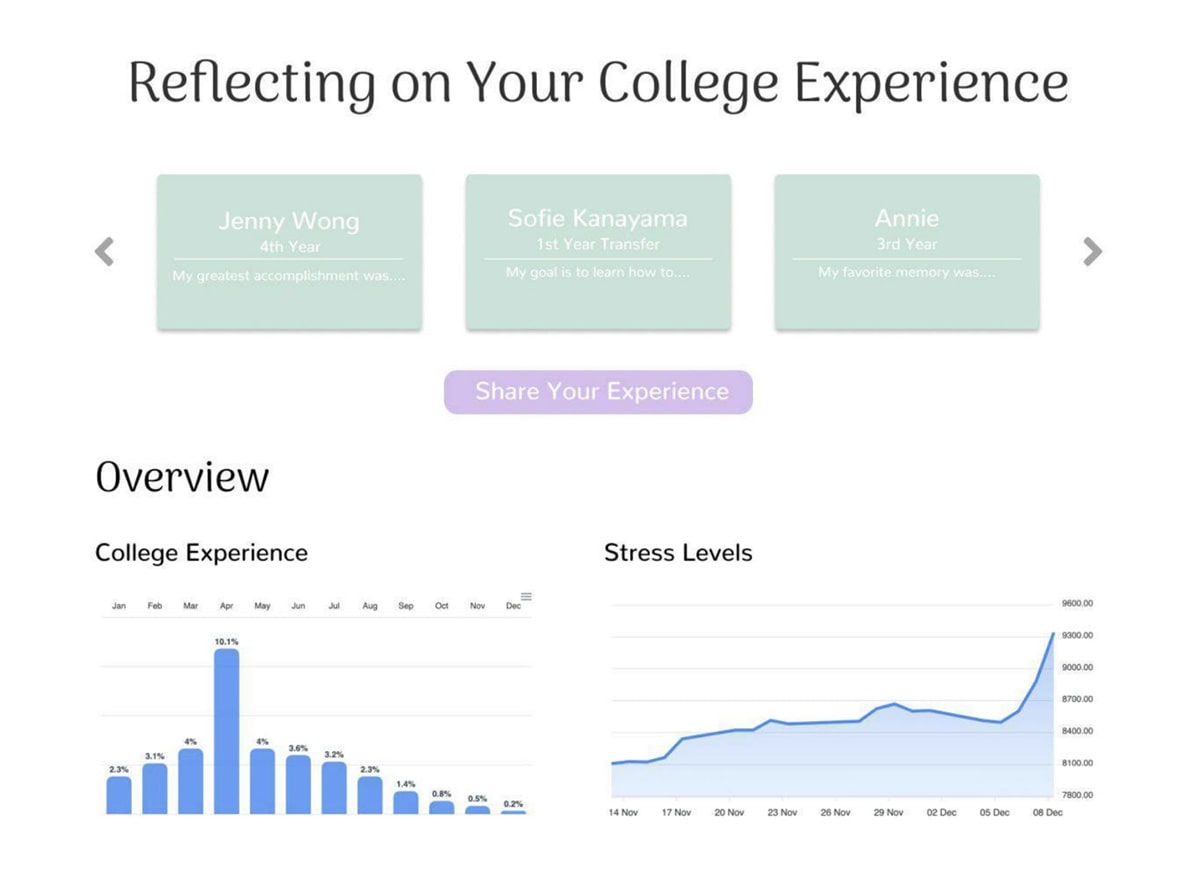 Reflecting on Your College Experience
Jenny Wong
4th Year
My greatest accomplishment was....
Sofie Kanayama
1st Year Transfer
My goal is to learn how to....
Annie
3rd Year
My favorite memory was....
Share Your Experience
Overview
College Experience
Jan Feb Mar Apr May Jun Jul Aug Sep Oct Nov Dec
2.3% 3.1% 4% 10.1% 4% 3.6% 3.2% 2.3% 1.4% 0.8% 0.5% 0.2%
Stress Levels
9600.00
9300.00
9000.00
8700.00
8400.00
8100.00
7800.00
14 Nov 17 Nov 20 Nov 23 Nov 26 Nov 29 Nov 02 Dec 05 Dec 08 Dec